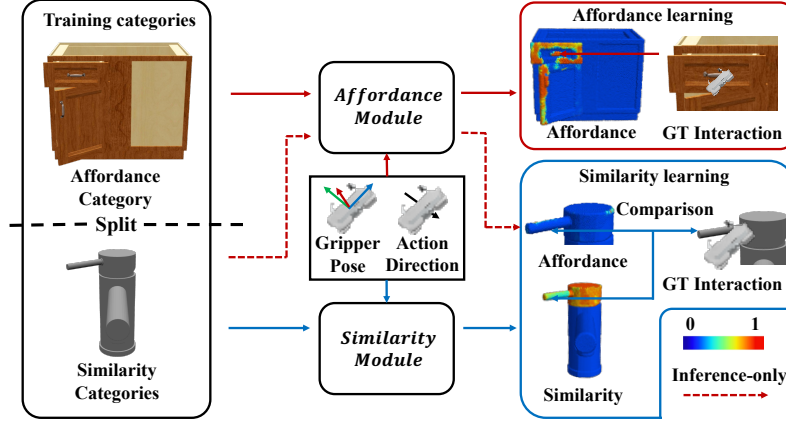 Training categories
Affordance
Category
Split
Similarity
Categories
Affordance
Module
Gripper
Pose
Action
Direction
Similarity
Module
Affordance learning
Affordance
GT Interaction
Similarity learning
Comparison
Affordance
GT Interaction
Similarity
0 1
Inference-only